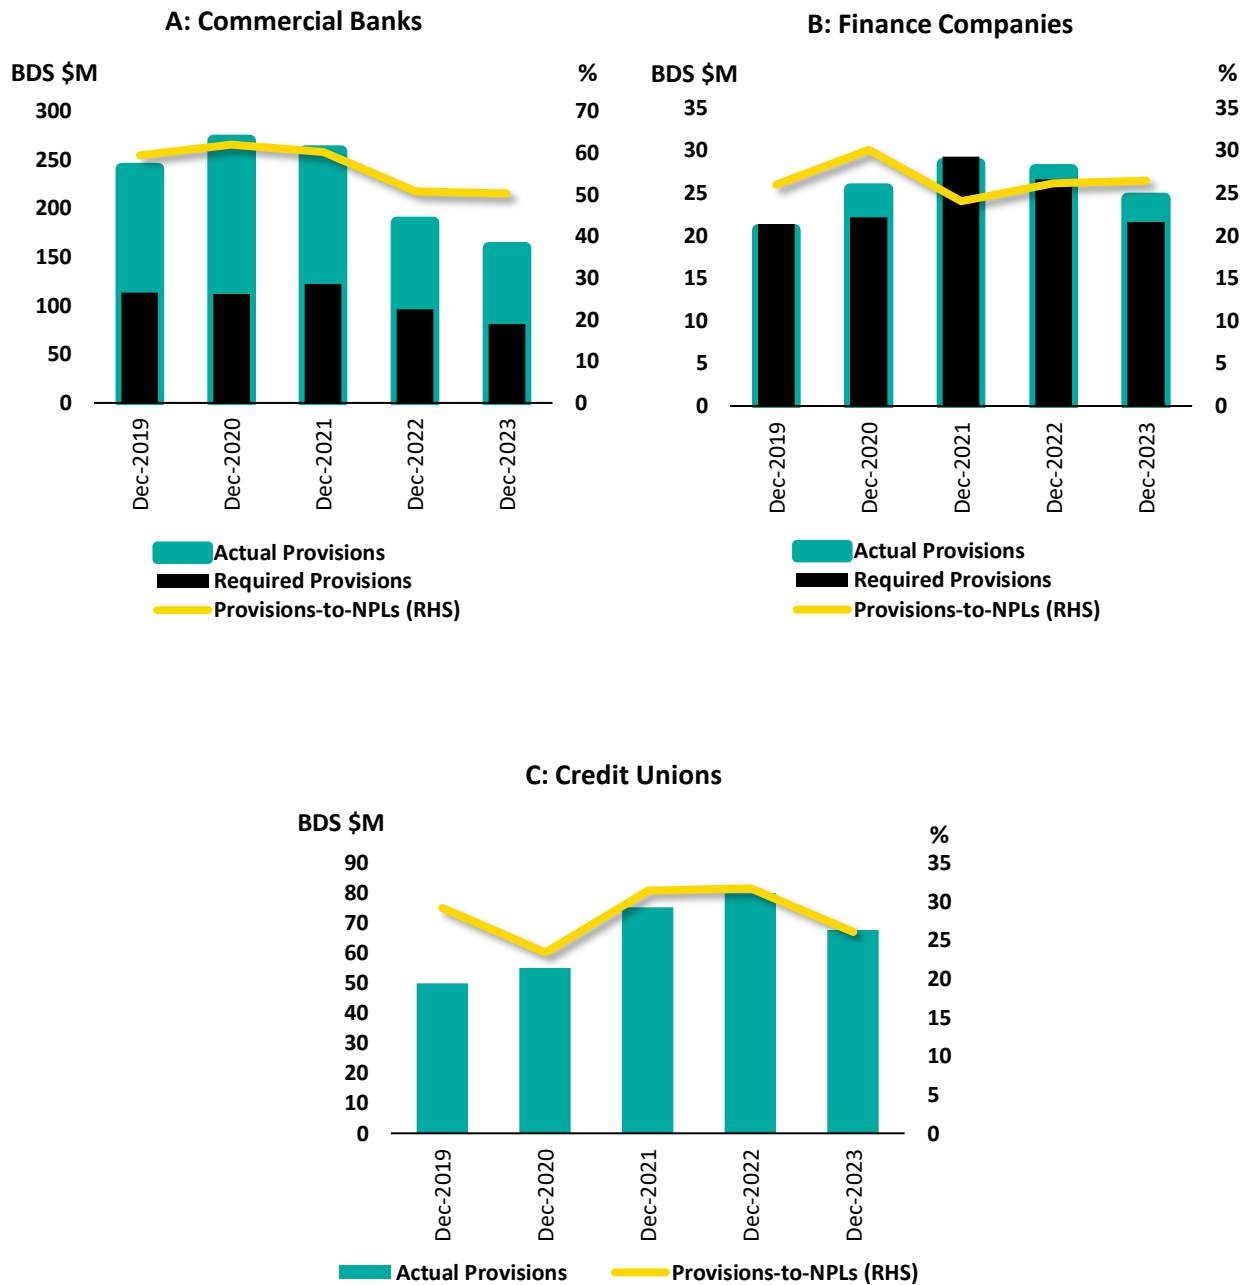 A: Commercial Banks
BDS $M
%
300
250
200
150
100
50
0
70
60
50
40
30
20
10
0
Dec-2019
Dec-2020
Dec-2021
Dec-2022
Dec-2023
Actual Provisions
Required Provisions
Provisions-to-NPLs (RHS)
B: Finance Companies
BDS $M
%
35
30
25
20
15
10
5
0
35
30
25
20
15
10
5
0
Dec-2019
Dec-2020
Dec-2021
Dec-2022
Dec-2023
Actual Provisions
Required Provisions
Provisions-to-NPLs (RHS)
C: Credit Unions
BDS $M
%
90
80
70
60
50
40
30
20
10
0
35
30
25
20
15
10
5
0
Dec-2019
Dec-2020
Dec-2021
Dec-2022
Dec-2023
Actual Provisions
Provisions-to-NPLs (RHS)